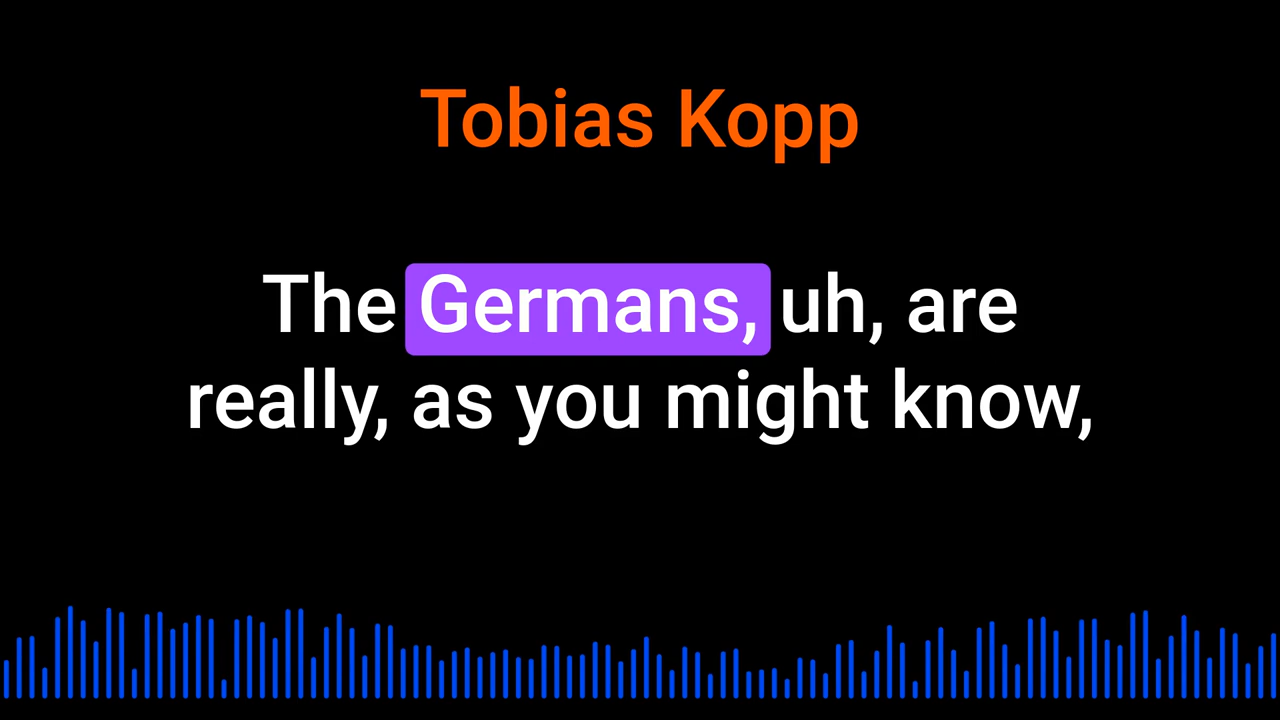 Tobias Kopp
The Germans, uh, are
really, as you might know,